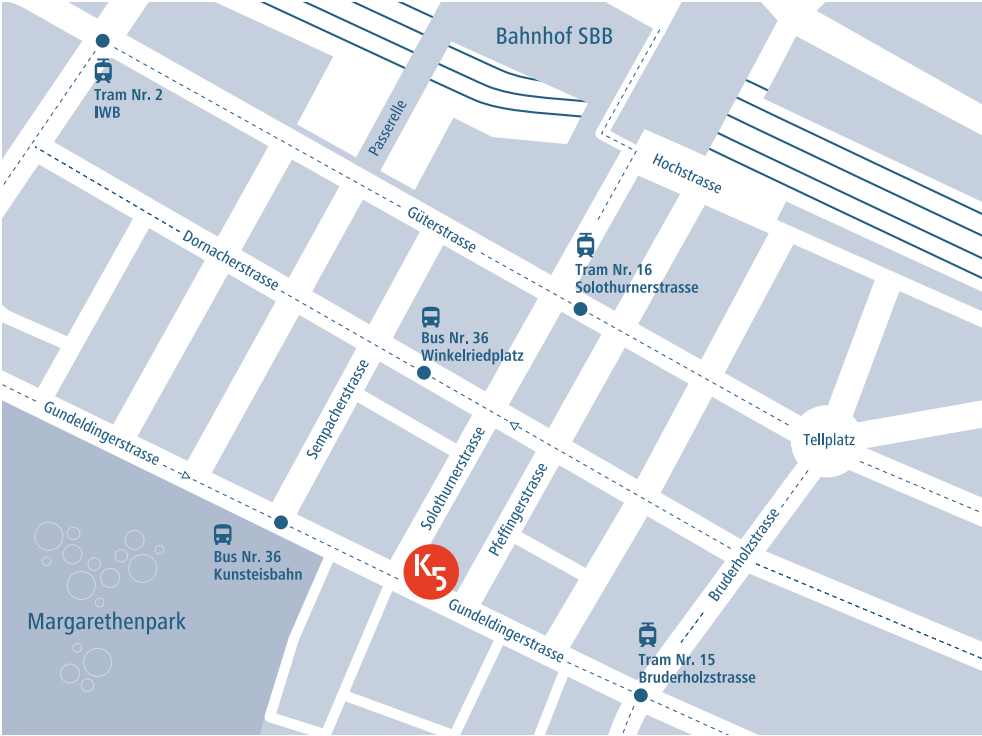 Bahnhof SBB
Tram Nr. 2
IWB
Passerelle
Hochstrasse
Güterstrasse
Dornacherstrasse
Tram Nr. 16
Solothurnerstrasse
Bus Nr. 36
Winkelriedplatz
Sempacherstrasse
Gundeldingerstrasse
Tellplatz
Solothurnerstrasse
Pfeffingerstrasse
Bruderholzstrasse
Bus Nr. 36
Kunsteisbahn
K5
Gundeldingerstrasse
Margarethenpark
Tram Nr. 15
Bruderholzstrasse